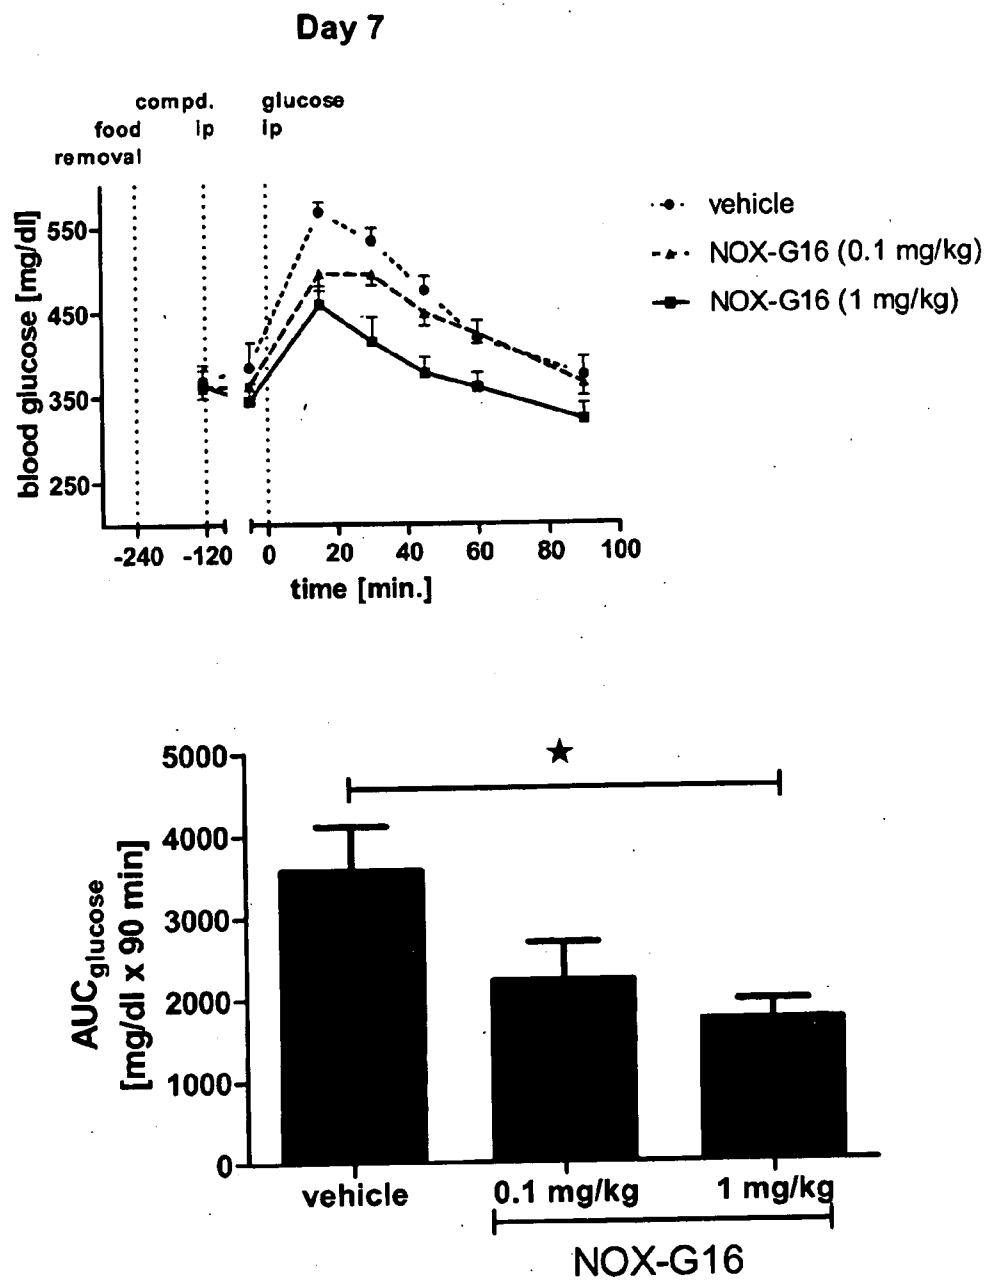 Day 7
compd. glucose
food ip ip
removal
blood glucose [mg/dl]
550
450
350
250
-240 -120 0 20 40 60 80 100
time [min.]
vehicle
NOX-G16 (0.1 mg/kg)
NOX-G16 (1 mg/kg)
AUCglucose
[mg/dl x 90 min]
5000
4000
3000
2000
1000
0
★
vehicle 0.1 mg/kg 1 mg/kg
NOX-G16